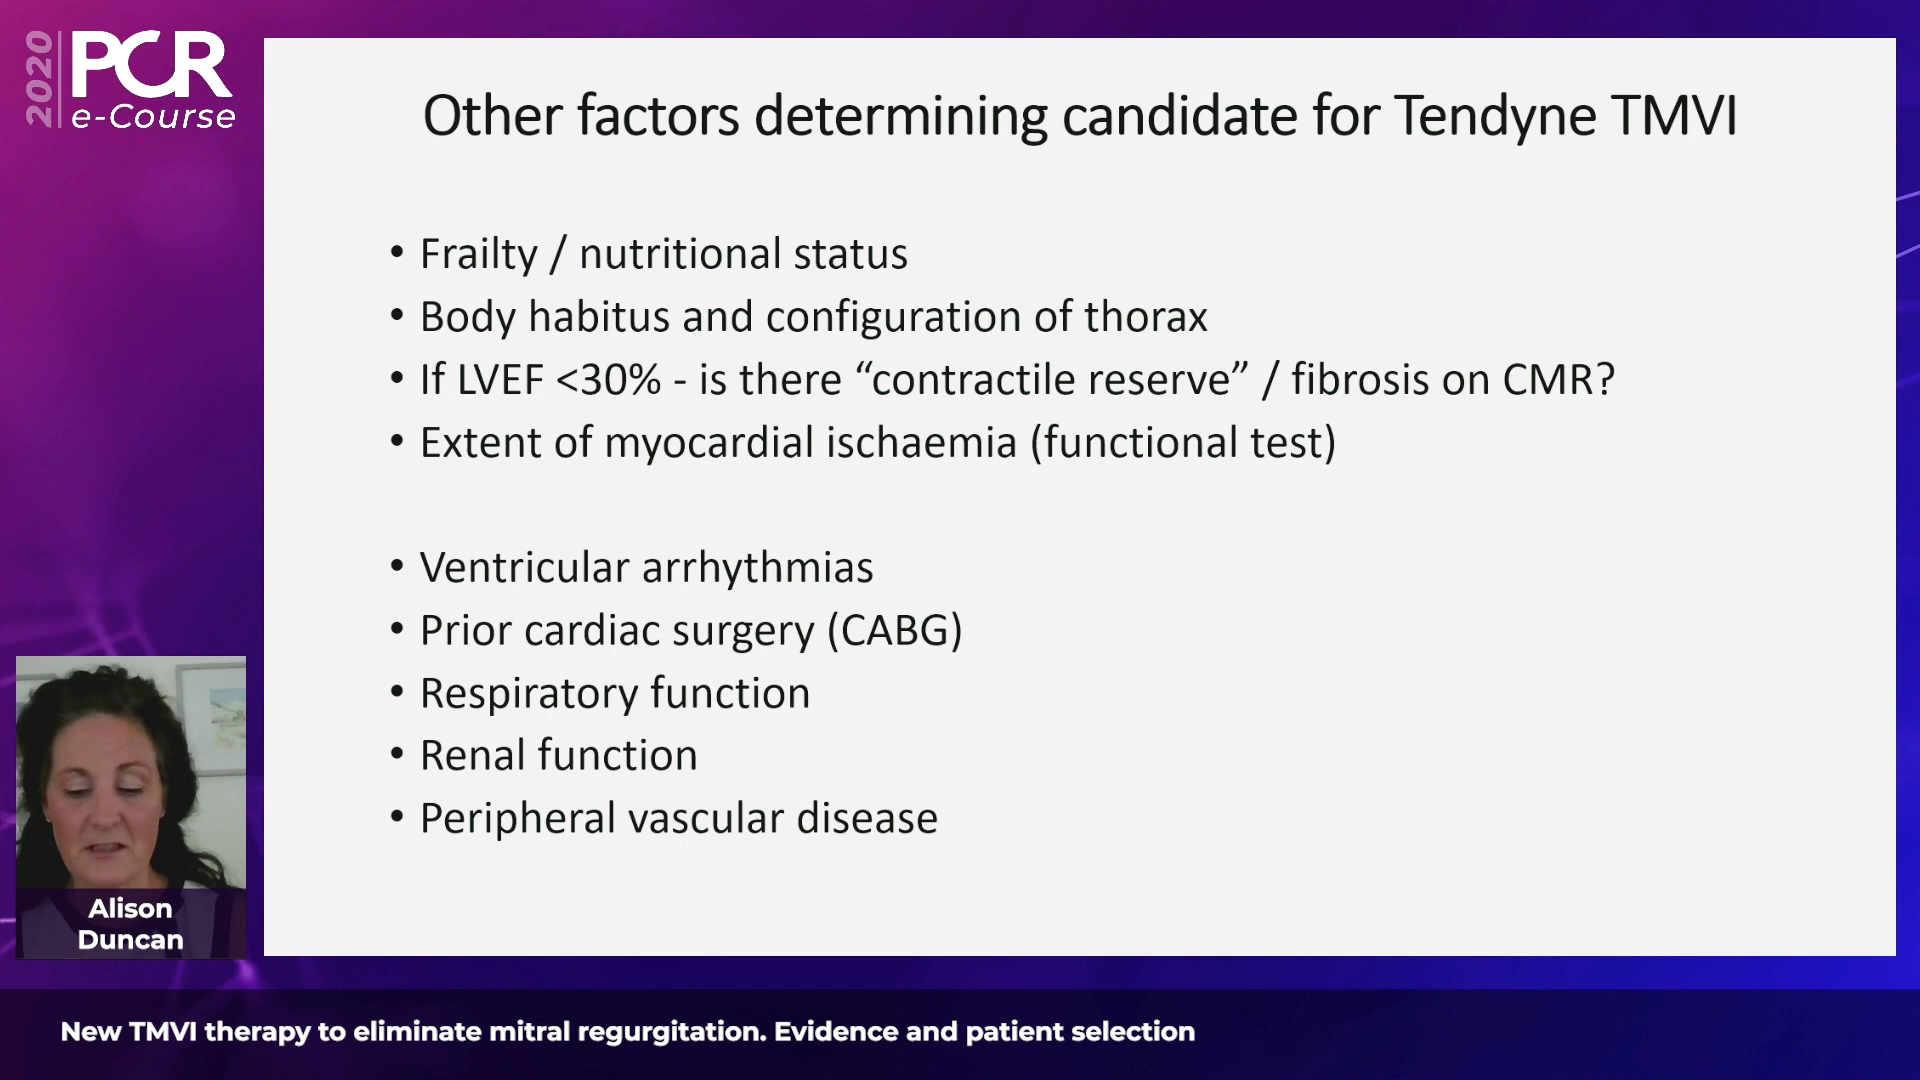 2020
PCR
e-Course
Other factors determining candidate for Tendyne TMVI
• Frailty / nutritional status
• Body habitus and configuration of thorax
• If LVEF <30% - is there “contractile reserve” / fibrosis on CMR?
• Extent of myocardial ischaemia (functional test)
• Ventricular arrhythmias
• Prior cardiac surgery (CABG)
• Respiratory function
• Renal function
• Peripheral vascular disease
Alison
Duncan
New TMVI therapy to eliminate mitral regurgitation. Evidence and patient selection